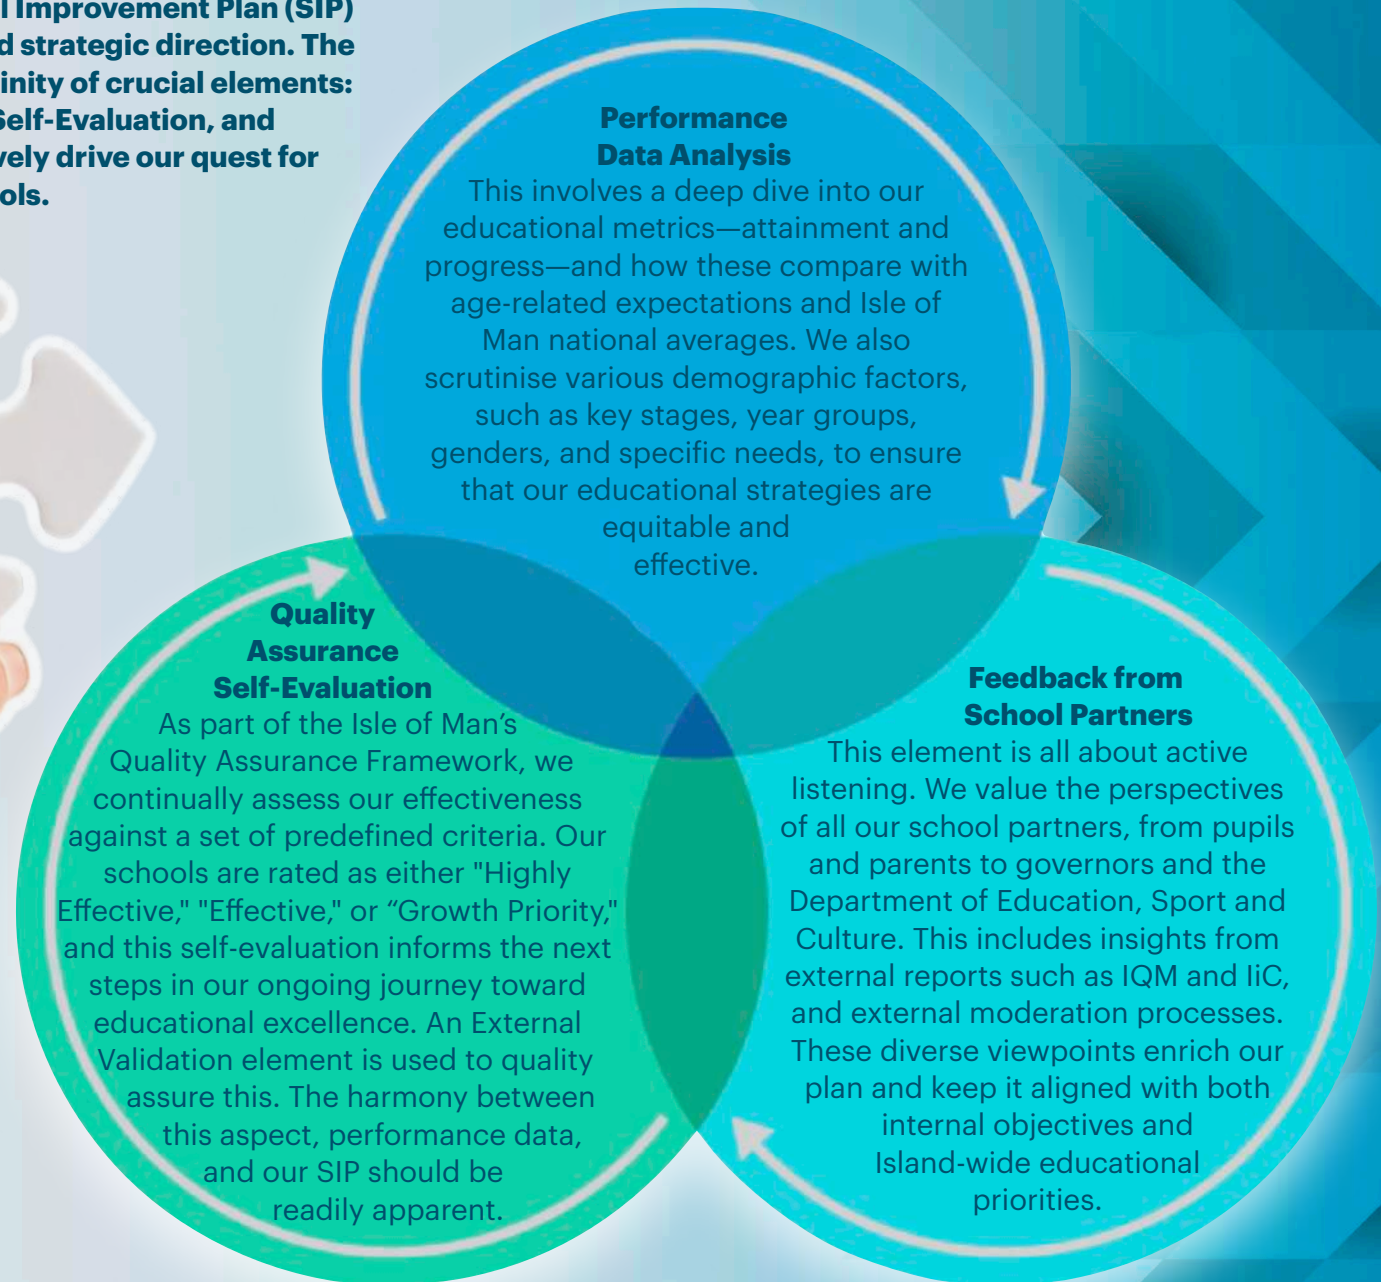 Improvement Plan (SIP)
strategic direction. The
of crucial elements:
Self-Evaluation, and
drive our quest for
Performance
Data Analysis
This involves a deep dive into our
educational metrics—attainment and
progress—and how these compare with
age-related expectations and Isle of
Man national averages. We also
scrutinise various demographic factors,
such as key stages, year groups,
genders, and specific needs, to ensure
that our educational strategies are
equitable and
effective.
Quality
Assurance
Self-Evaluation
As part of the Isle of Man’s
Quality Assurance Framework, we
continually assess our effectiveness
against a set of predefined criteria. Our
schools are rated as either "Highly
Effective," "Effective," or “Growth Priority,"
and this self-evaluation informs the next
steps in our ongoing journey toward
educational excellence. An External
Validation element is used to quality
assure this. The harmony between
this aspect, performance data,
and our SIP should be
readily apparent.
Feedback from
School Partners
This element is all about active
listening. We value the perspectives
of all our school partners, from pupils
and parents to governors and the
Department of Education, Sport and
Culture. This includes insights from
external reports such as IQM and IiC,
and external moderation processes.
These diverse viewpoints enrich our
plan and keep it aligned with both
internal objectives and
Island-wide educational
priorities.